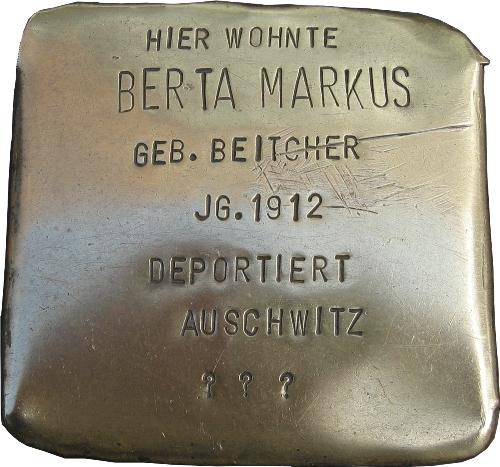 HIER WOHNTE
BERTA MARKUS
GEB. BEITCHER
JG. 1912
DEPORTIERT
AUSCHWITZ
? ? ?